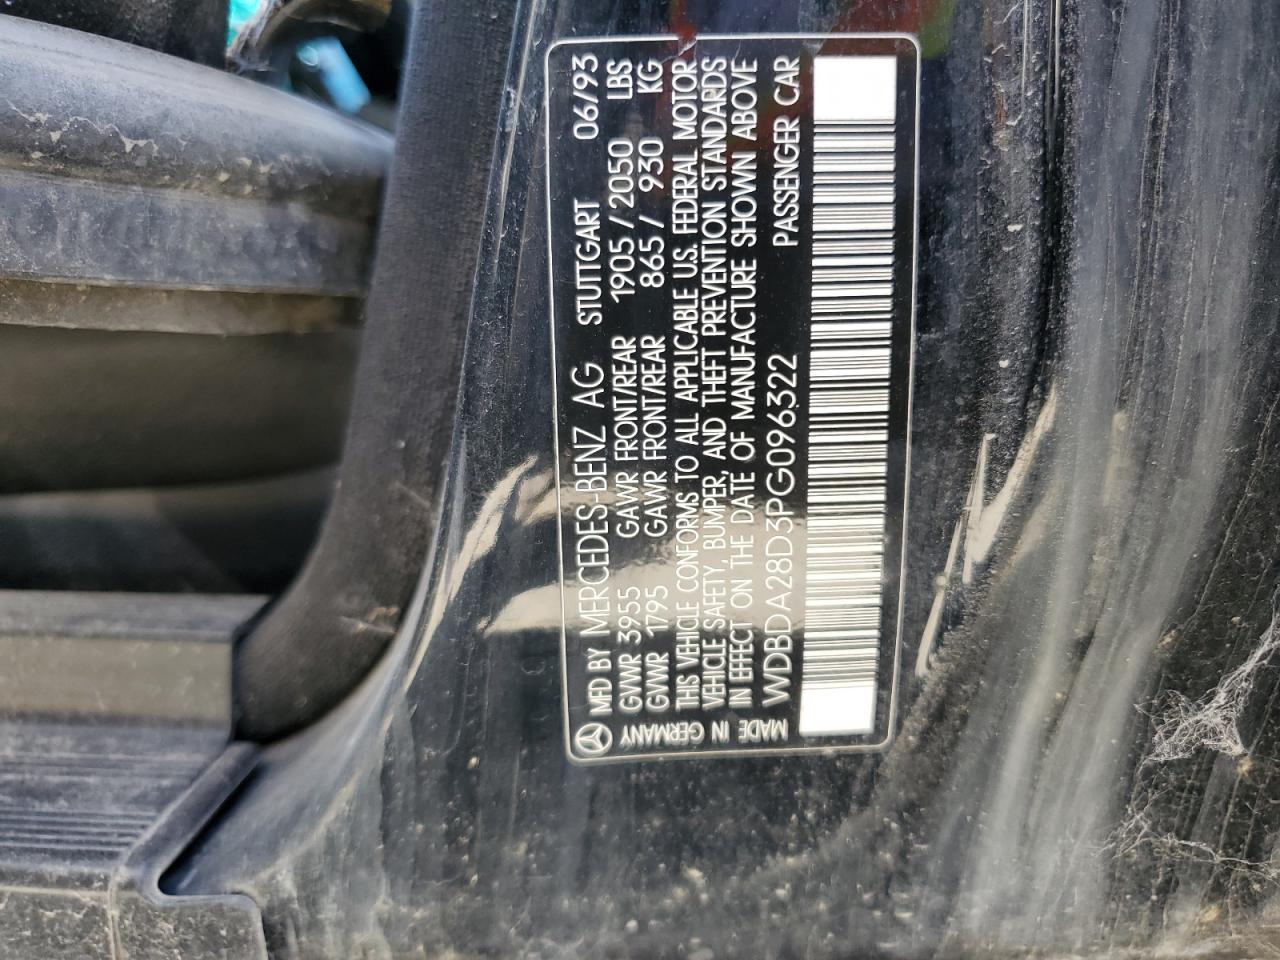 MFD BY MERCEDES-BENZ AG STUTTGART 06/93
GVWR 3955 GAWR FRONT/REAR 1905 / 2050 LBS
GVWR 1795 GAWR FRONT/REAR 865 / 930 KG
THIS VEHICLE CONFORMS TO ALL APPLICABLE U.S. FEDERAL MOTOR
VEHICLE SAFETY, BUMPER, AND THEFT PREVENTION STANDARDS
IN EFFECT ON THE DATE OF MANUFACTURE SHOWN ABOVE
WDBDA28D3PG096322 PASSENGER CAR
MADE IN GERMANY